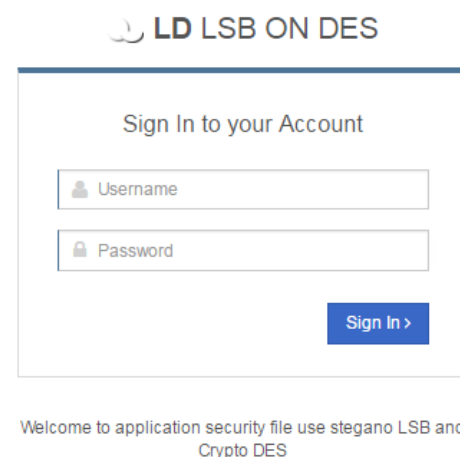 LD LSB ON DES
Sign In to your Account
Username
Password
Sign In >
Welcome to application security file use stegano LSB and
Crypto DES